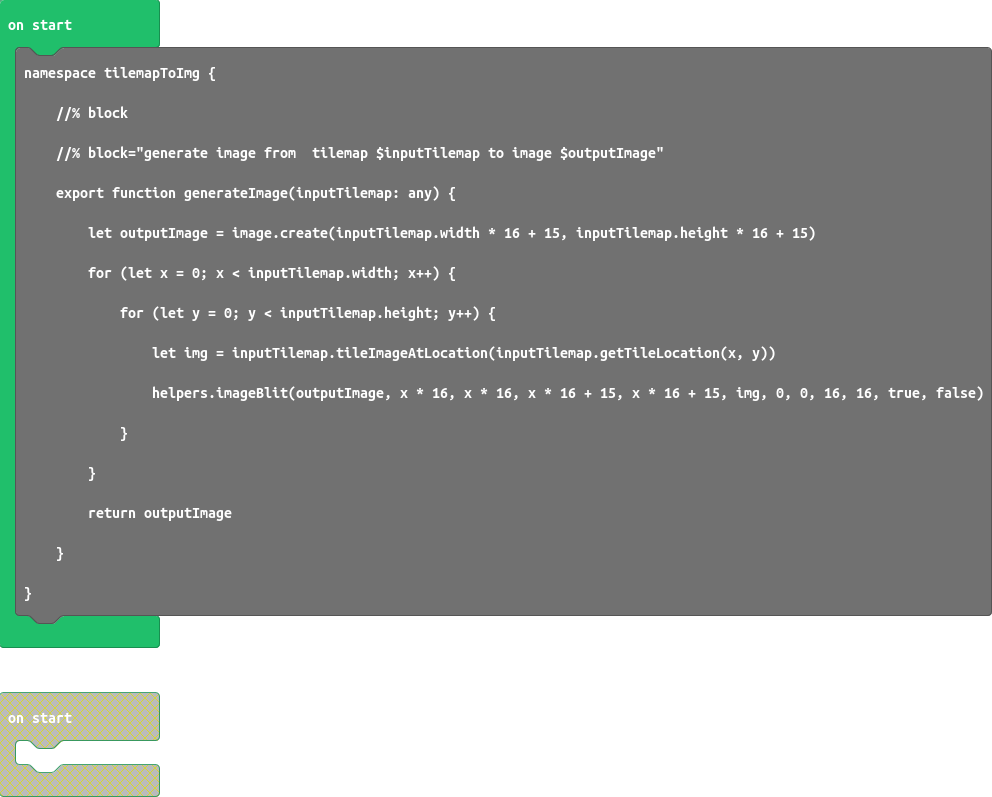 on start
namespace tilemapToImg {
//% block
//% block="generate image from  tilemap $inputTilemap to image $outputImage"
export function generateImage(inputTilemap: any) {
let outputImage = image.create(inputTilemap.width * 16 + 15, inputTilemap.height * 16 + 15)
for (let x = 0; x < inputTilemap.width; x++) {
for (let y = 0; y < inputTilemap.height; y++) {
let img = inputTilemap.tileImageAtLocation(inputTilemap.getTileLocation(x, y))
helpers.imageBlit(outputImage, x * 16, x * 16, x * 16 + 15, x * 16 + 15, img, 0, 0, 16, 16, true, false)
}
}
return outputImage
}
}
on start